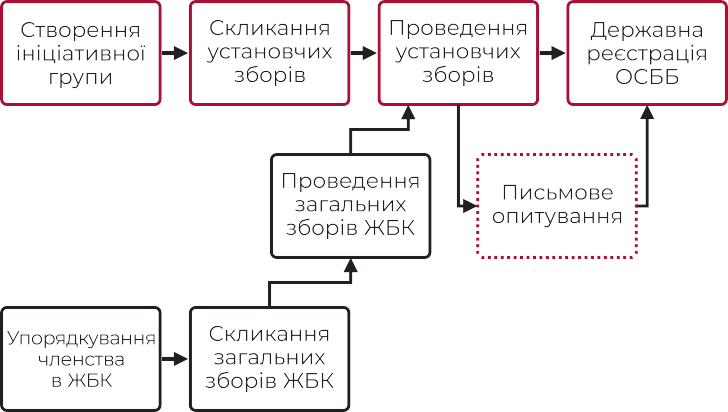 Створення
ініціативної
групи
Скликання
установчих
зборів
Проведення
установчих
зборів
Державна
реєстрація
ОСББ
Проведення
загальних
зборів ЖБК
Письмове
опитування
Упорядкування
членства
в ЖБК
Скликання
загальних
зборів ЖБК